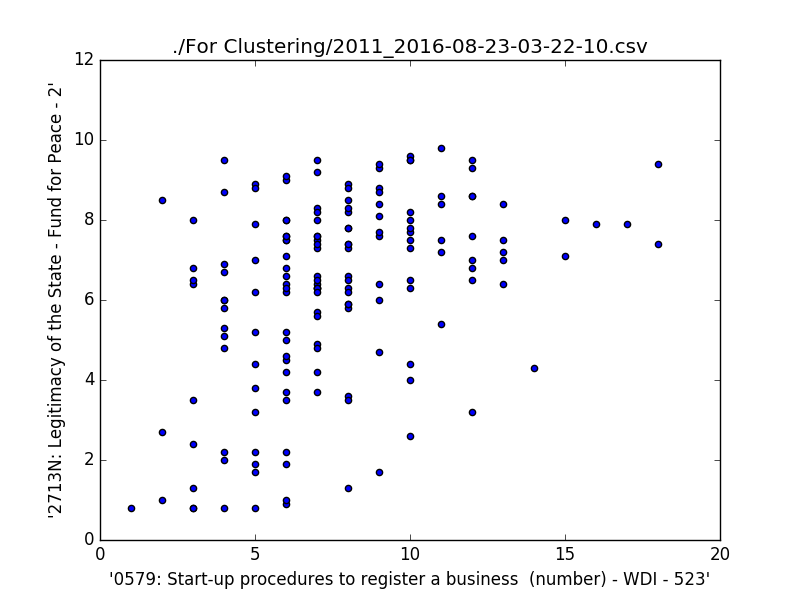 ./For Clustering/2011_2016-08-23-03-22-10.csv
'2713N: Legitimacy of the State - Fund for Peace - 2'
12
10
8
6
4
2
0
0 5 10 15 20
'0579: Start-up procedures to register a business  (number) - WDI - 523'